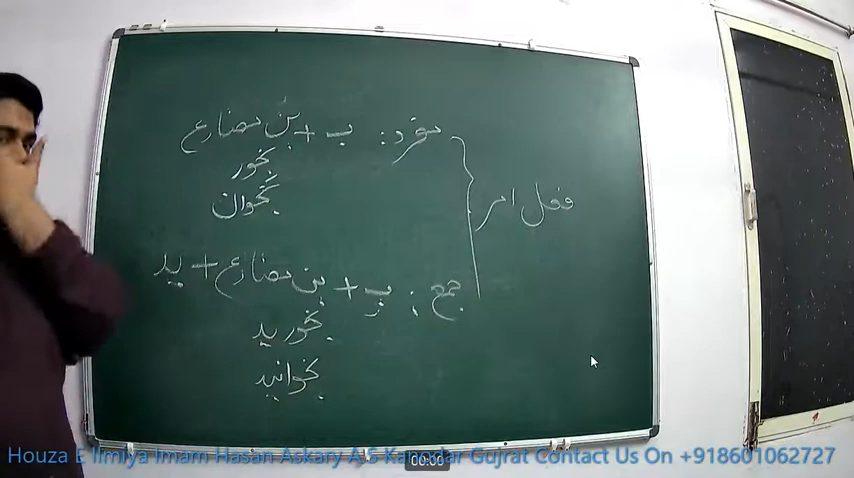 فعل امر
مفرد: ب + بن مضارع
بخور
بخوان
جمع: ب + بن مضارع + ید
بخورید
بخوانید
Houza E Ilmiya Imam Hasan Askary A.S Kanodar Gujrat Contact Us On +918601062727
00:00